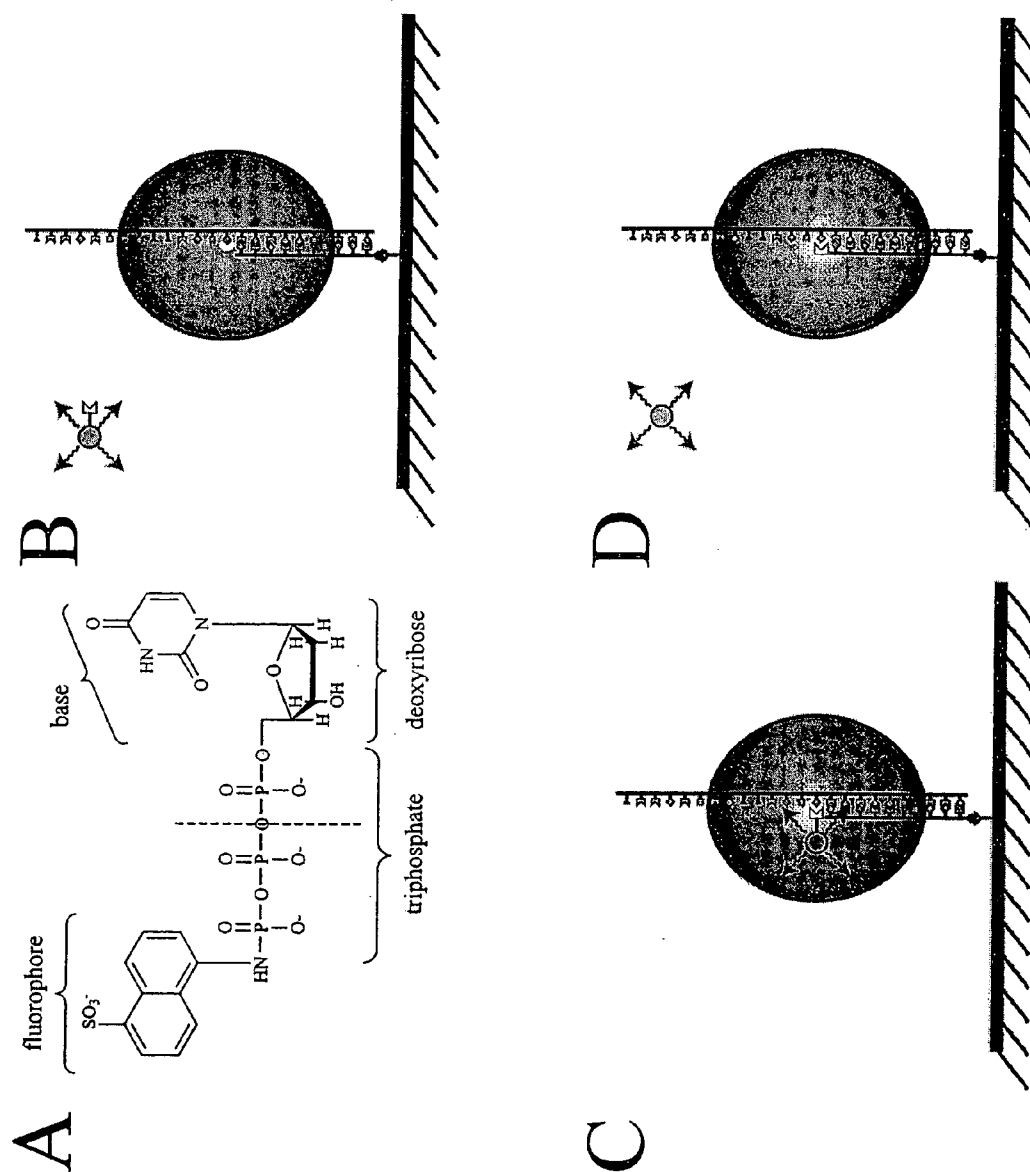 A
fluorophore
base
SO₃⁻
HN
O
P
O⁻
O
P
O⁻
O
P
O⁻
O
O
HN
O
N
O
H
H
H
H
H
OH
triphosphate
deoxyribose
B
C
D